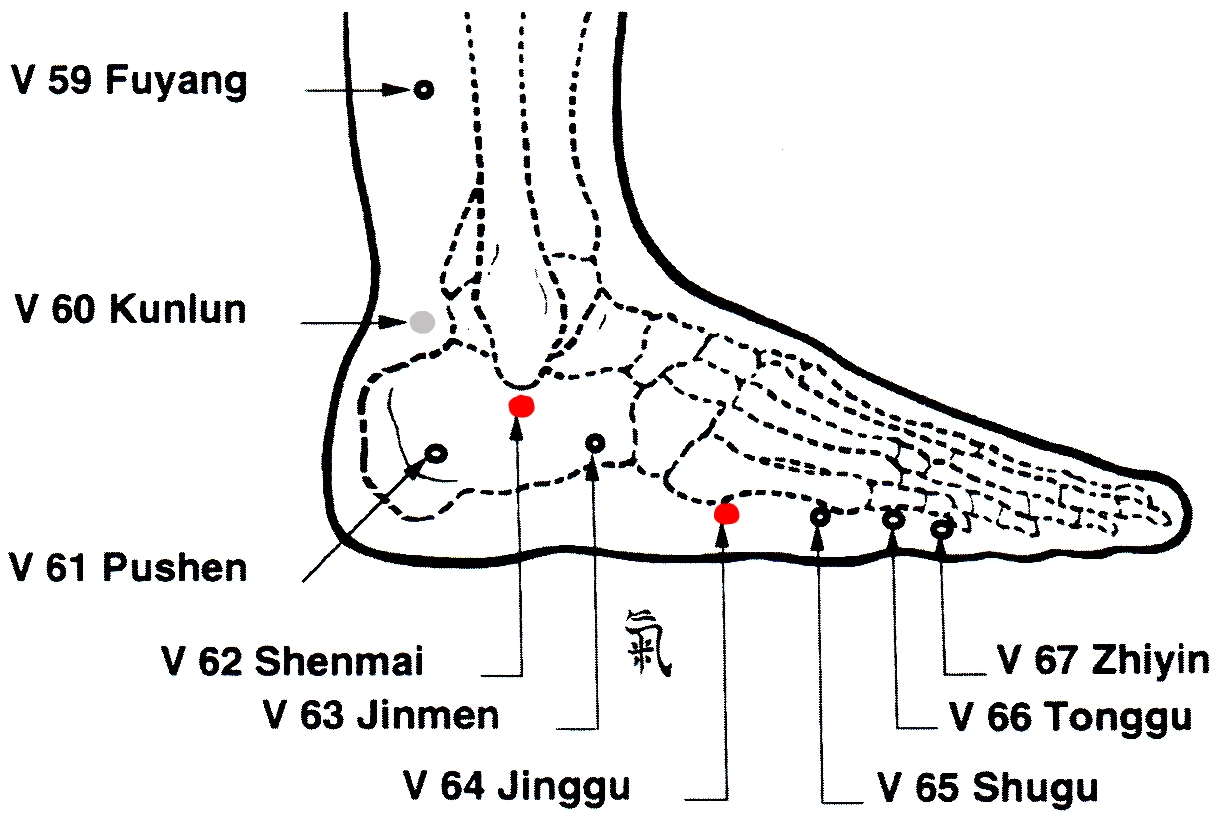 V 59 Fuyang
V 60 Kunlun
V 61 Pushen
氣
V 62 Shenmai
V 67 Zhiyin
V 63 Jinmen
V 66 Tonggu
V 64 Jinggu
V 65 Shugu